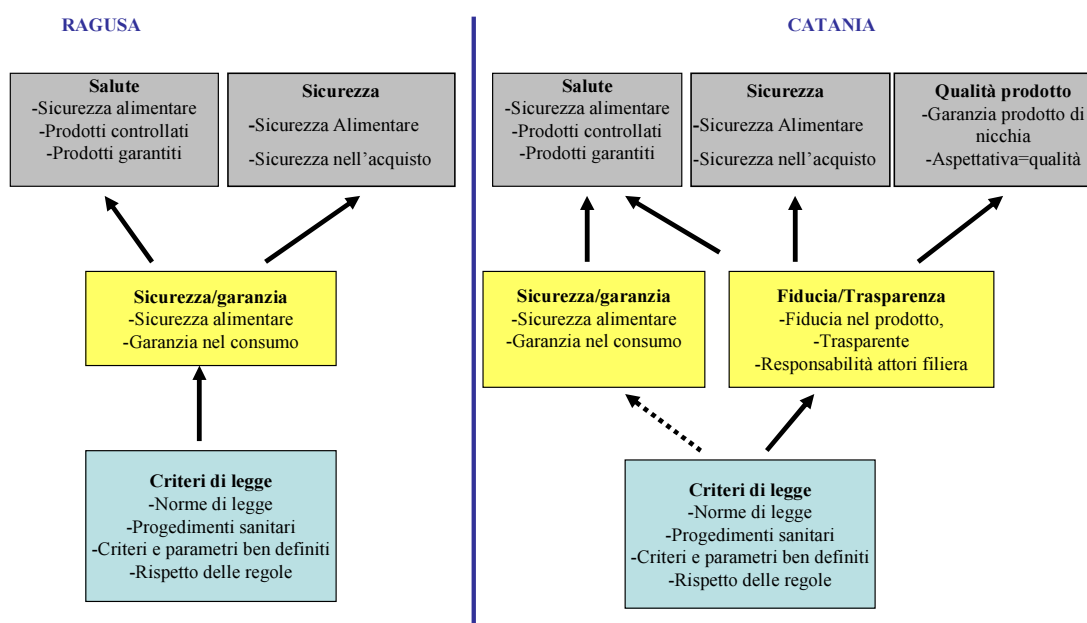 RAGUSA
Salute
-Sicurezza alimentare
-Prodotti controllati
-Prodotti garantiti
Sicurezza
-Sicurezza Alimentare
-Sicurezza nell'acquisto
Sicurezza/garanzia
-Sicurezza alimentare
-Garanzia nel consumo
Criteri di legge
-Norme di legge
-Progedimenti sanitari
-Criteri e parametri ben definiti
-Rispetto delle regole
CATANIA
Salute
-Sicurezza alimentare
-Prodotti controllati
-Prodotti garantiti
Sicurezza
-Sicurezza Alimentare
-Sicurezza nell'acquisto
Qualità prodotto
-Garanzia prodotto di
nicchia
-Aspettativa=qualità
Sicurezza/garanzia
-Sicurezza alimentare
-Garanzia nel consumo
Fiducia/Trasparenza
-Fiducia nel prodotto,
-Trasparente
-Responsabilità attori filiera
Criteri di legge
-Norme di legge
-Progedimenti sanitari
-Criteri e parametri ben definiti
-Rispetto delle regole